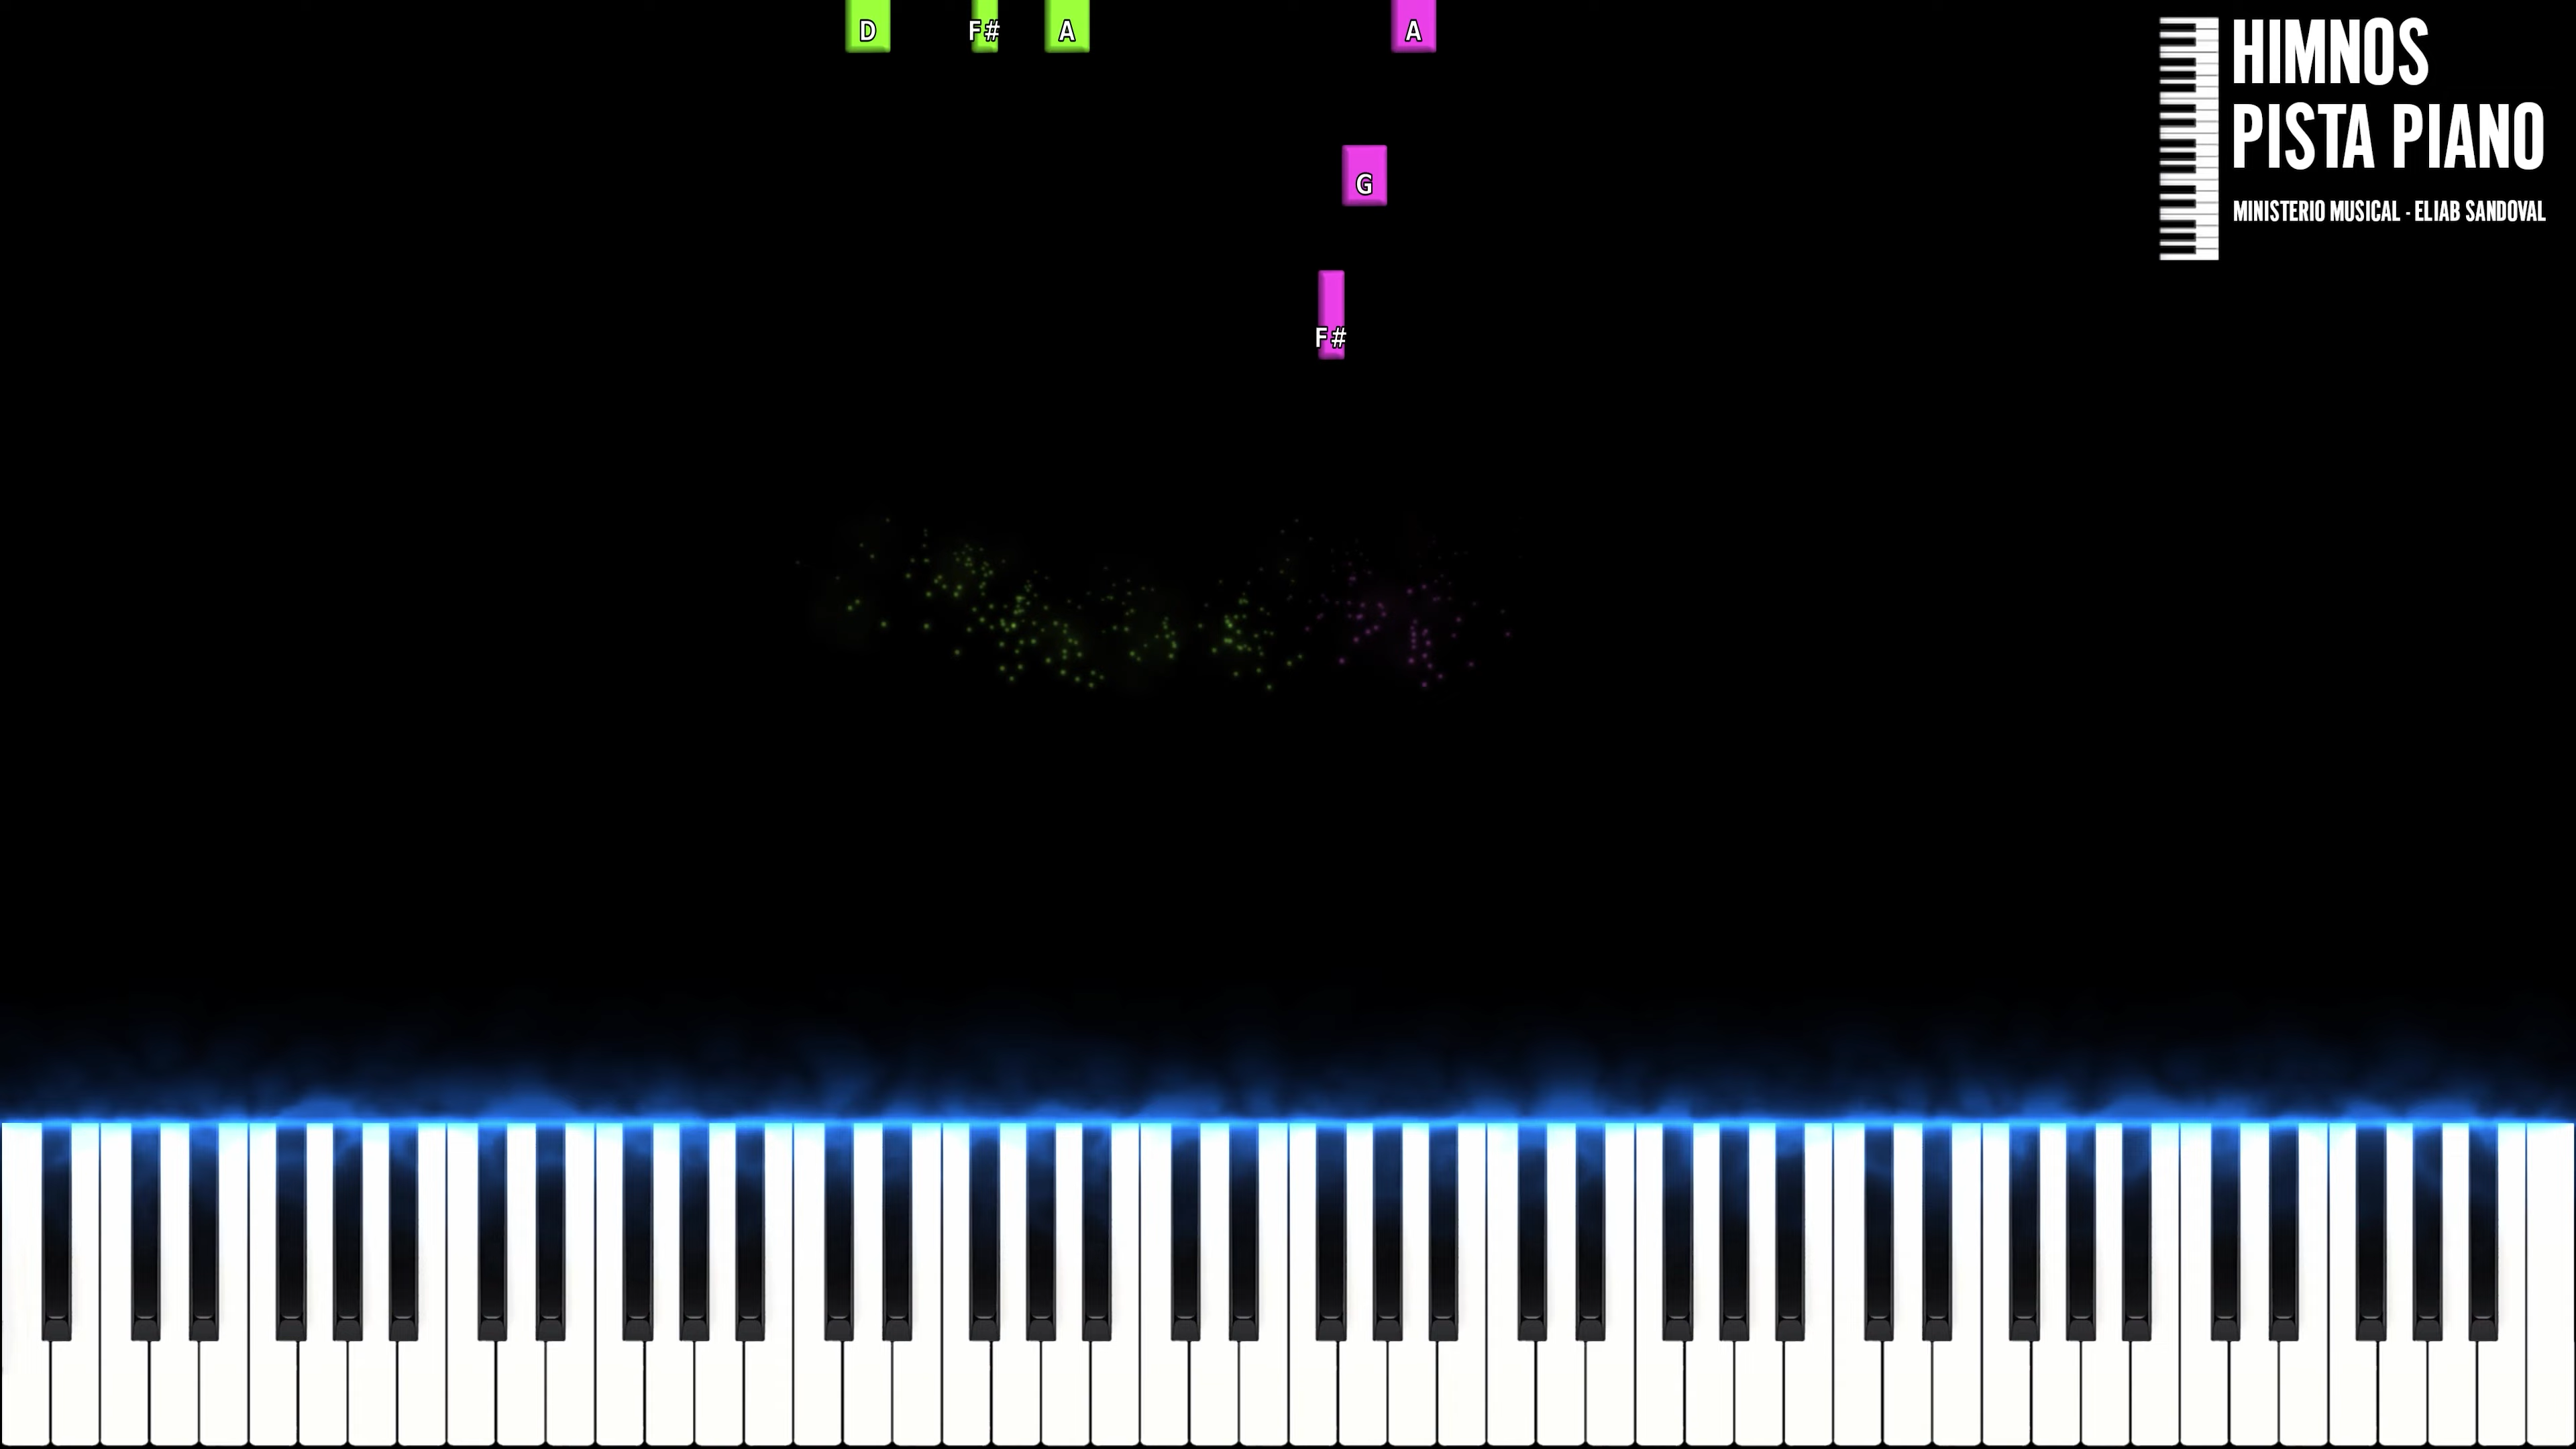 D F# A A
HIMNOS
PISTA PIANO
MINISTERIO MUSICAL - ELIAB SANDOVAL
G
F#